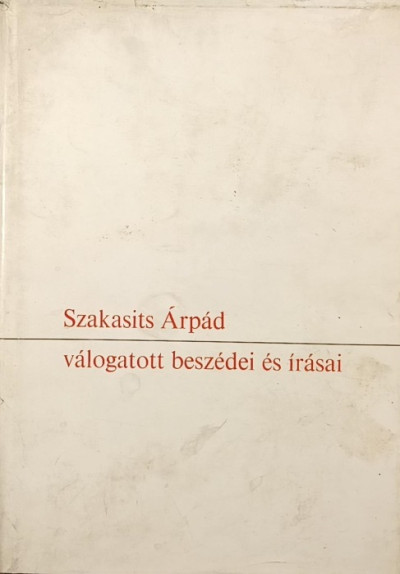 Szakasits Árpád
válogatott beszédei és írásai